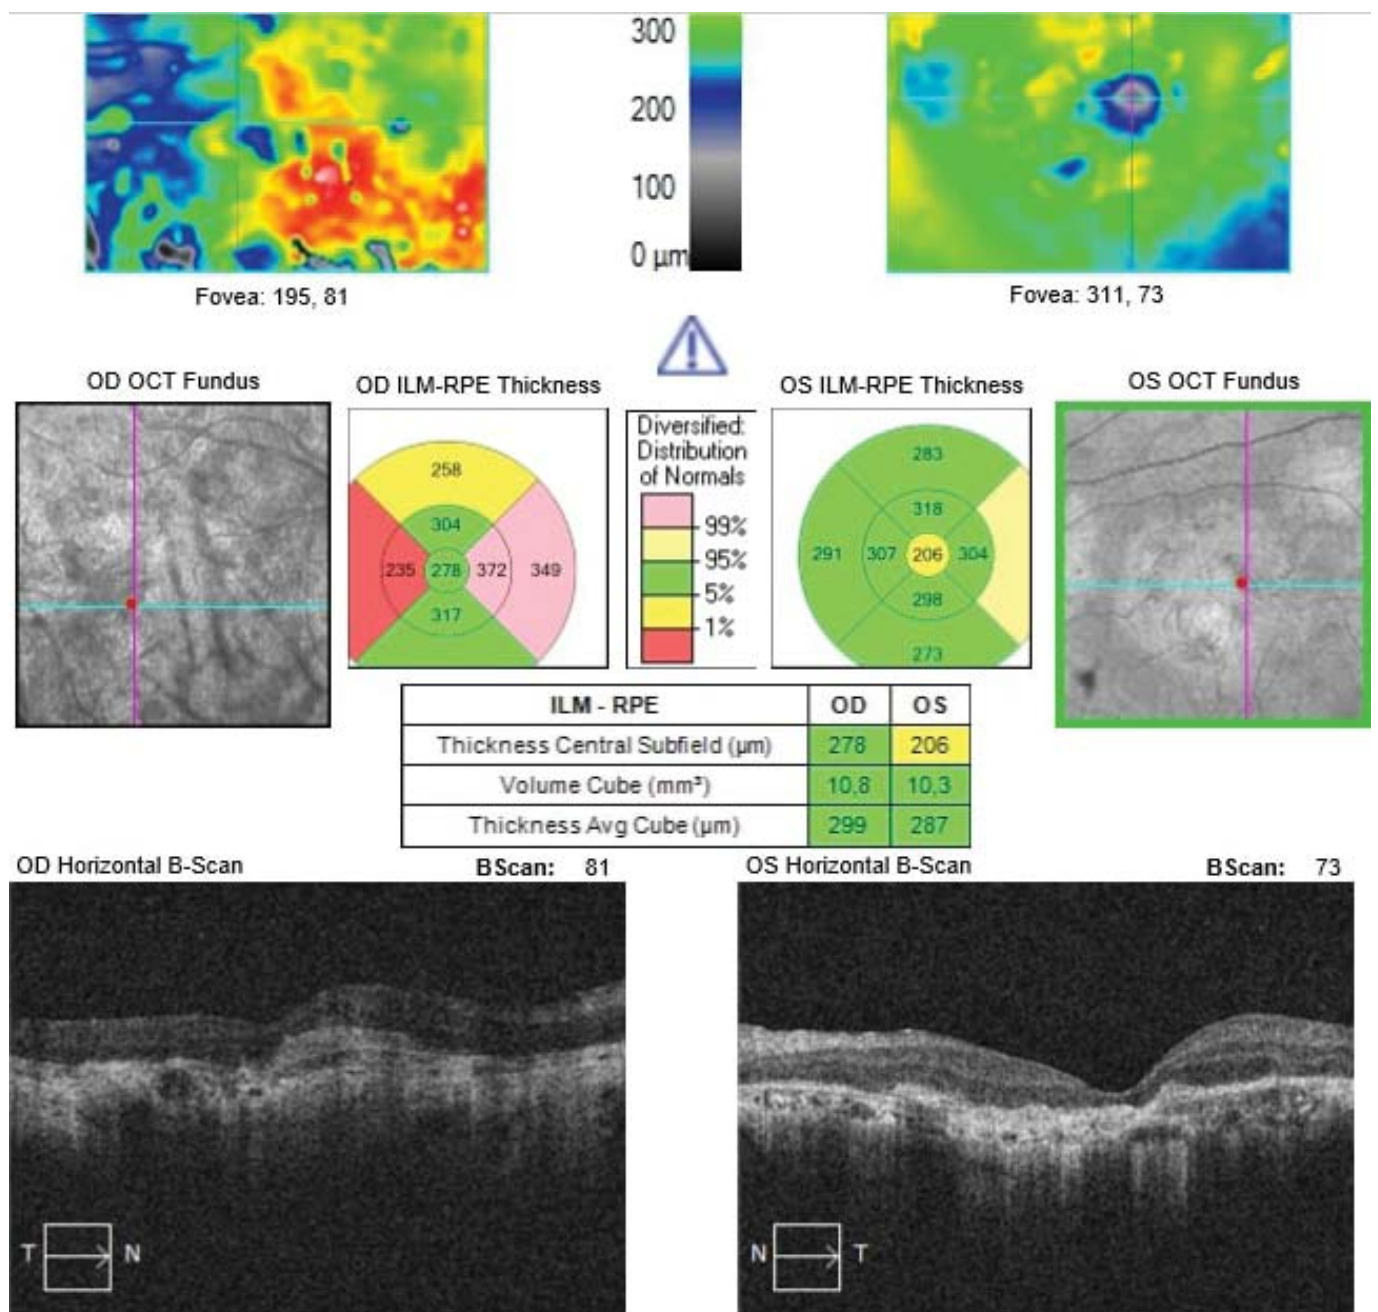 300
200
100
0 µm
Fovea: 195, 81
Fovea: 311, 73
OD OCT Fundus
OD ILM-RPE Thickness
OS ILM-RPE Thickness
OS OCT Fundus
258
304
235 278 372 349
317
Diversified:
Distribution
of Normals
99%
95%
5%
1%
283
318
291 307 206 304
298
273
ILM - RPE OD OS
Thickness Central Subfield (µm) 278 206
Volume Cube (mm³) 10,8 10,3
Thickness Avg Cube (µm) 299 287
OD Horizontal B-Scan BScan: 81
OS Horizontal B-Scan BScan: 73
T N
N T